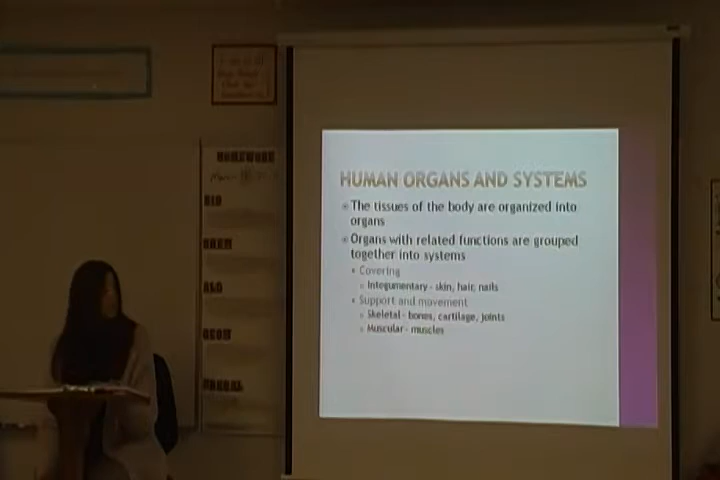 HOMEWORK
HUMAN ORGANS AND SYSTEMS
The tissues of the body are organized into
organs
Organs with related functions are grouped
together into systems
Covering
Integumentary - skin, hair, nails
Support and movement
Skeletal - bones, cartilage, joints
Muscular - muscles